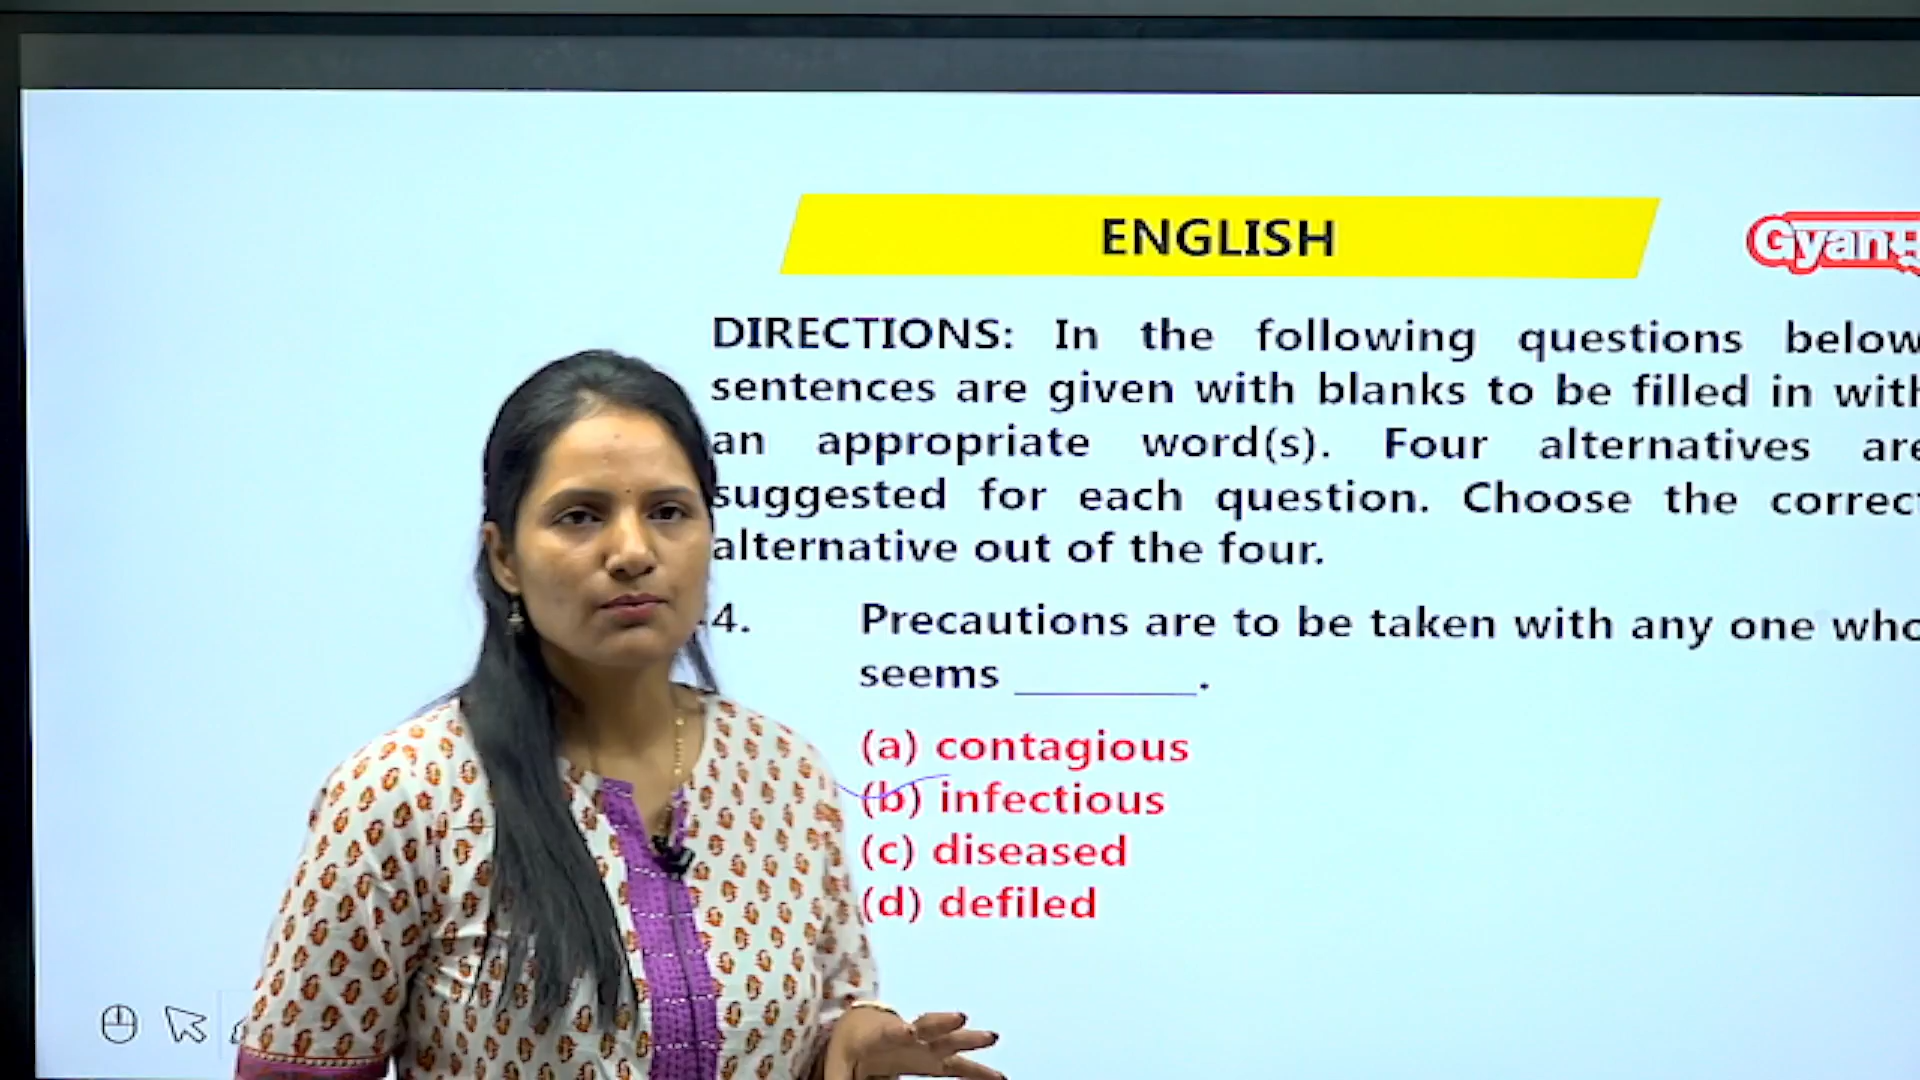 ENGLISH
Gyan
DIRECTIONS: In the following questions below
sentences are given with blanks to be filled in with
an appropriate word(s). Four alternatives are
suggested for each question. Choose the correct
alternative out of the four.
4. Precautions are to be taken with any one who
seems ________.
(a) contagious
(b) infectious
(c) diseased
(d) defiled